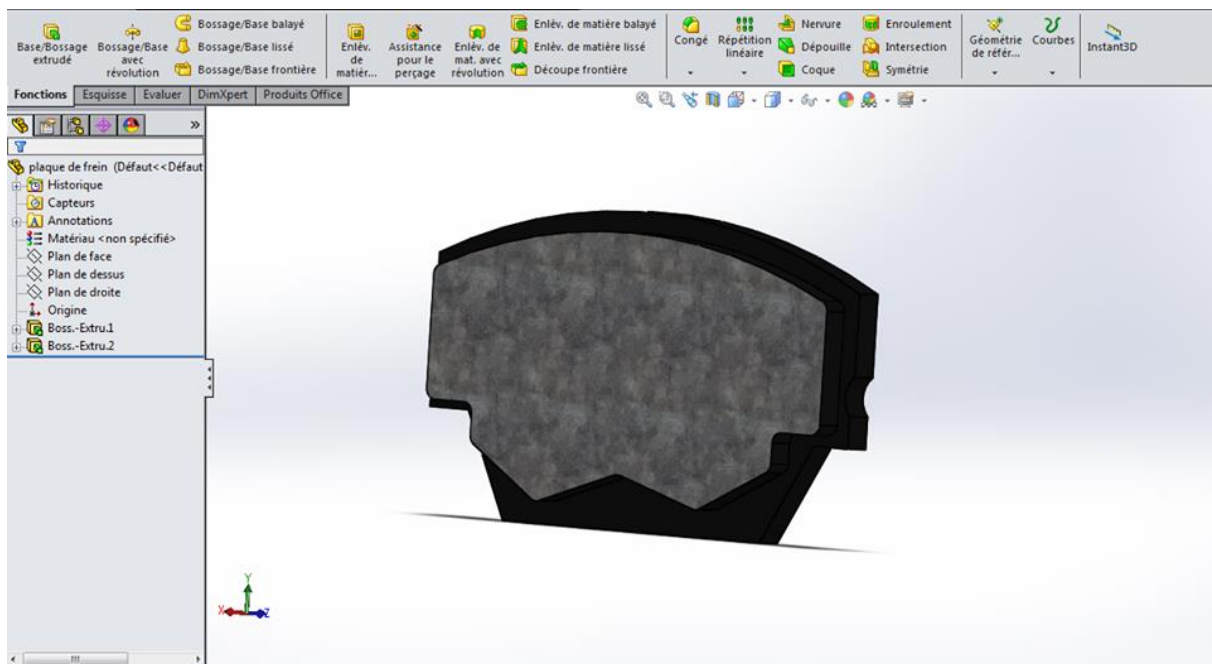 Base/Bossage
extrudé
Bossage/Base
avec
révolution
Bossage/Base balayé
Bossage/Base lissé
Bossage/Base frontière
Enlèv.
de
matièr...
Assistance
pour le
perçage
Enlèv. de
mat. avec
révolution
Enlèv. de matière balayé
Enlèv. de matière lissé
Découpe frontière
Congé
Répétition
linéaire
Nervure
Dépouille
Coque
Enroulement
Intersection
Symétrie
Géométrie
de référ...
Courbes
Instant3D
Fonctions Esquisse Evaluer DimXpert Produits Office
»
plaque de frein (Défaut<<Défaut
Historique
Capteurs
A Annotations
Matériau <non spécifié>
Plan de face
Plan de dessus
Plan de droite
Origine
Boss.-Extru.1
Boss.-Extru.2
Y
X Z